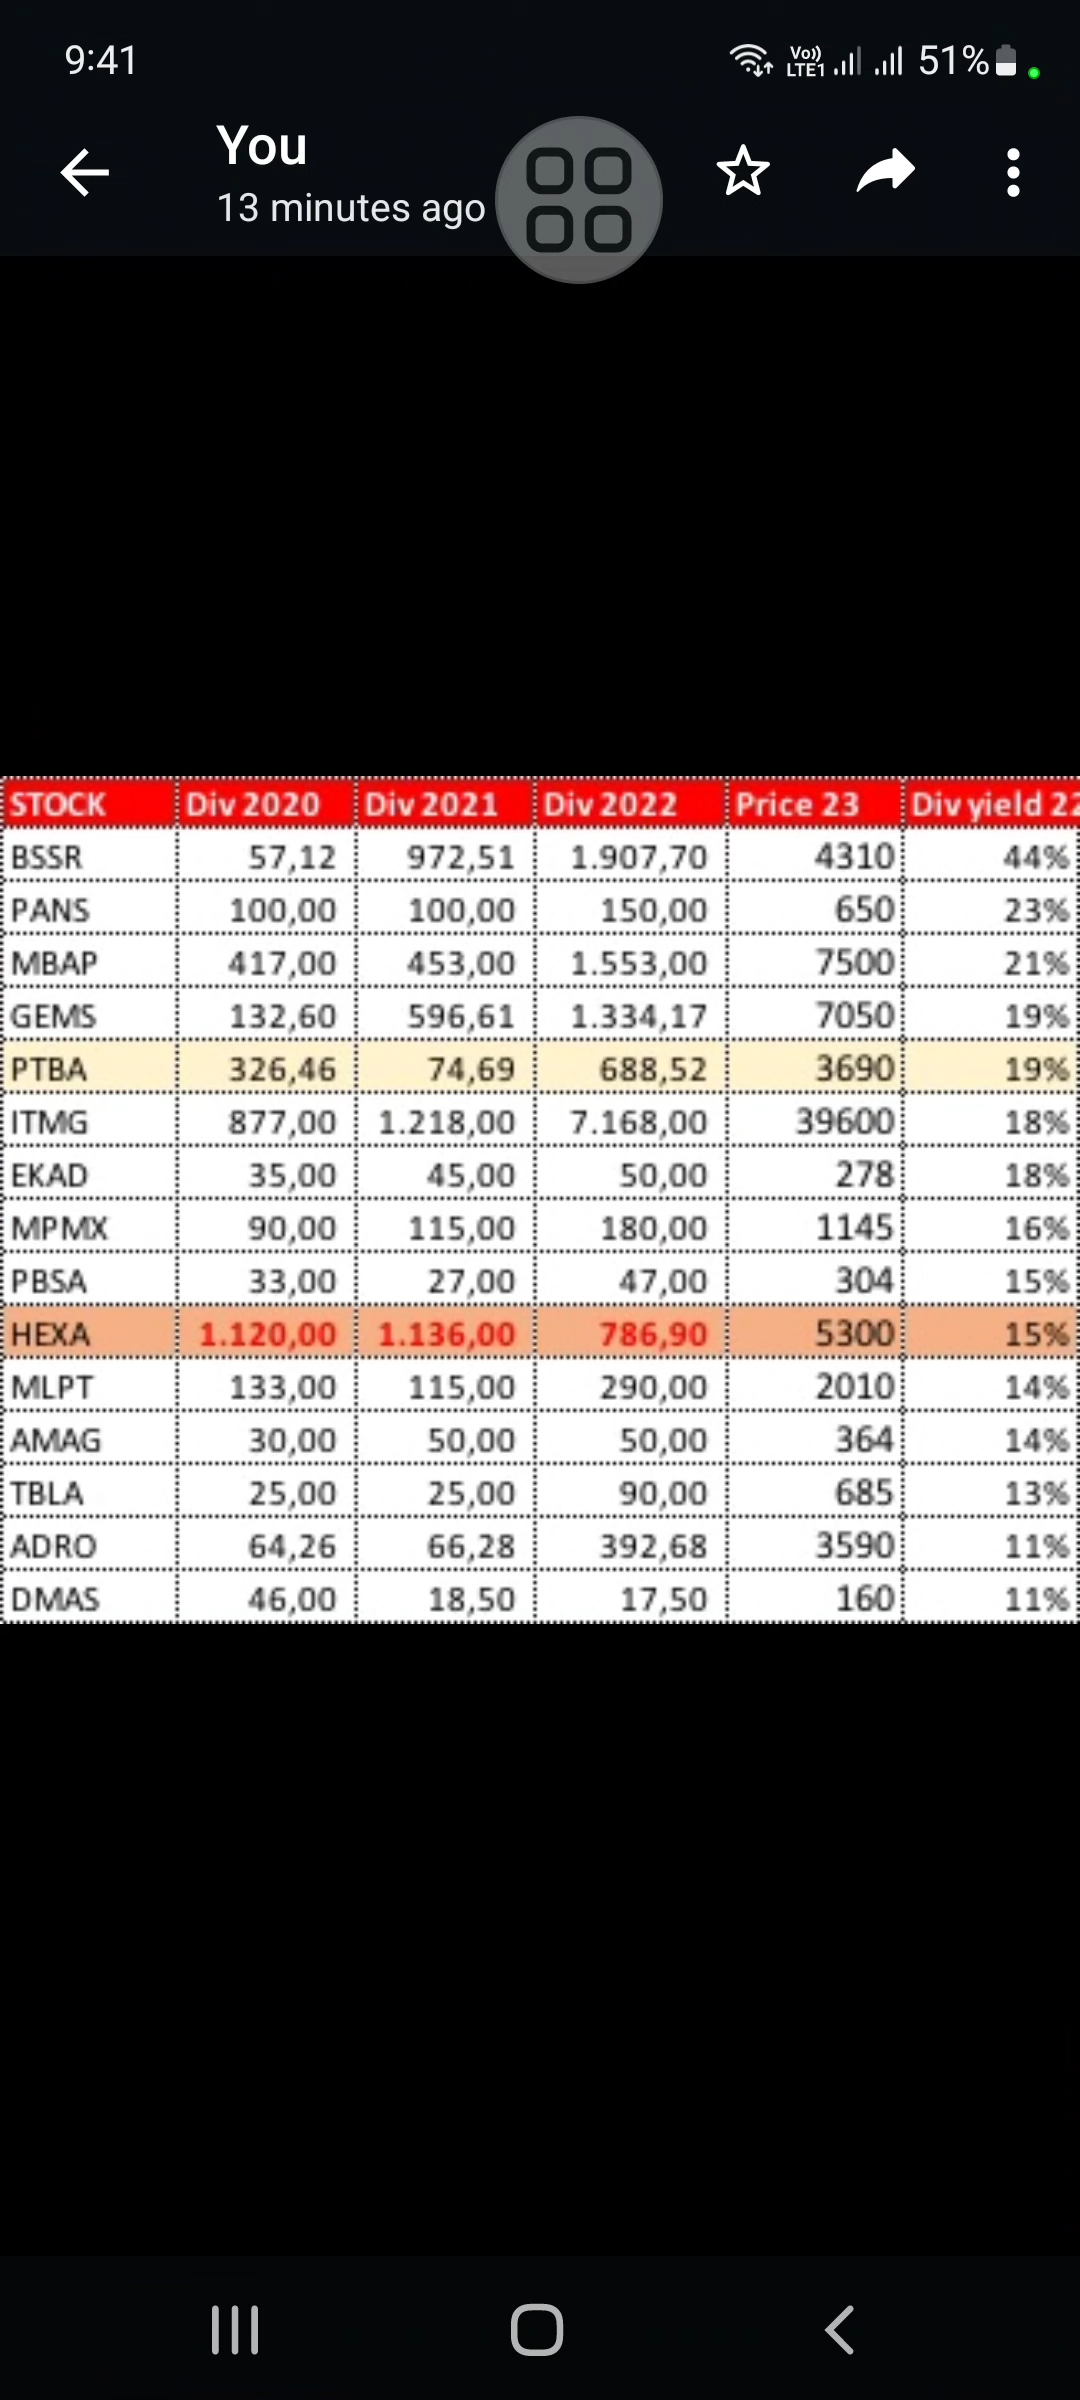 9:41
Vo)) LTE1 51%
You
13 minutes ago
STOCK Div 2020 Div 2021 Div 2022 Price 23 Div yield 22
BSSR 57,12 972,51 1.907,70 4310 44%
PANS 100,00 100,00 150,00 650 23%
MBAP 417,00 453,00 1.553,00 7500 21%
GEMS 132,60 596,61 1.334,17 7050 19%
PTBA 326,46 74,69 688,52 3690 19%
ITMG 877,00 1.218,00 7.168,00 39600 18%
EKAD 35,00 45,00 50,00 278 18%
MPMX 90,00 115,00 180,00 1145 16%
PBSA 33,00 27,00 47,00 304 15%
HEXA 1.120,00 1.136,00 786,90 5300 15%
MLPT 133,00 115,00 290,00 2010 14%
AMAG 30,00 50,00 50,00 364 14%
TBLA 25,00 25,00 90,00 685 13%
ADRO 64,26 66,28 392,68 3590 11%
DMAS 46,00 18,50 17,50 160 11%